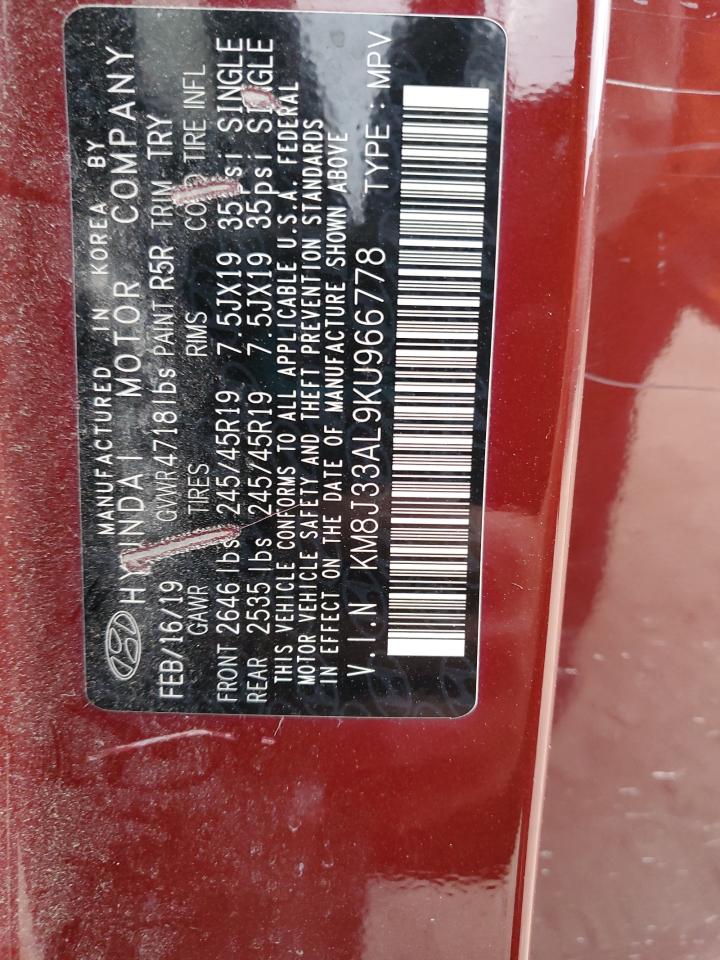 MANUFACTURED IN KOREA BY
HYUNDAI MOTOR COMPANY
FEB/16/19 GVWR 4718 lbs PAINT R5R TRIM TRY
GAWR TIRES RIMS COLD TIRE INFL
FRONT 2646 lbs 245/45R19 7.5JX19 35psi SINGLE
REAR 2535 lbs 245/45R19 7.5JX19 35psi SINGLE
THIS VEHICLE CONFORMS TO ALL APPLICABLE U.S.A. FEDERAL
MOTOR VEHICLE SAFETY AND THEFT PREVENTION STANDARDS
IN EFFECT ON THE DATE OF MANUFACTURE SHOWN ABOVE
V.I.N KM8J33AL9KU966778 TYPE : MPV